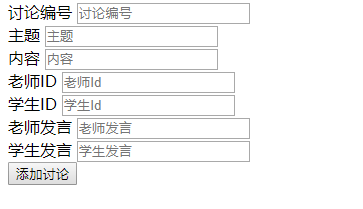 讨论编号 讨论编号
主题 主题
内容 内容
老师ID 老师Id
学生ID 学生Id
老师发言 老师发言
学生发言 学生发言
添加讨论